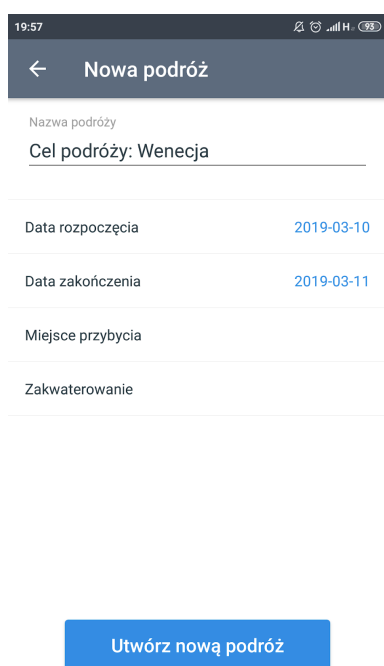 19:57 H 93
Nowa podróż
Nazwa podróży
Cel podróży: Wenecja
Data rozpoczęcia 2019-03-10
Data zakończenia 2019-03-11
Miejsce przybycia
Zakwaterowanie
Utwórz nową podróż